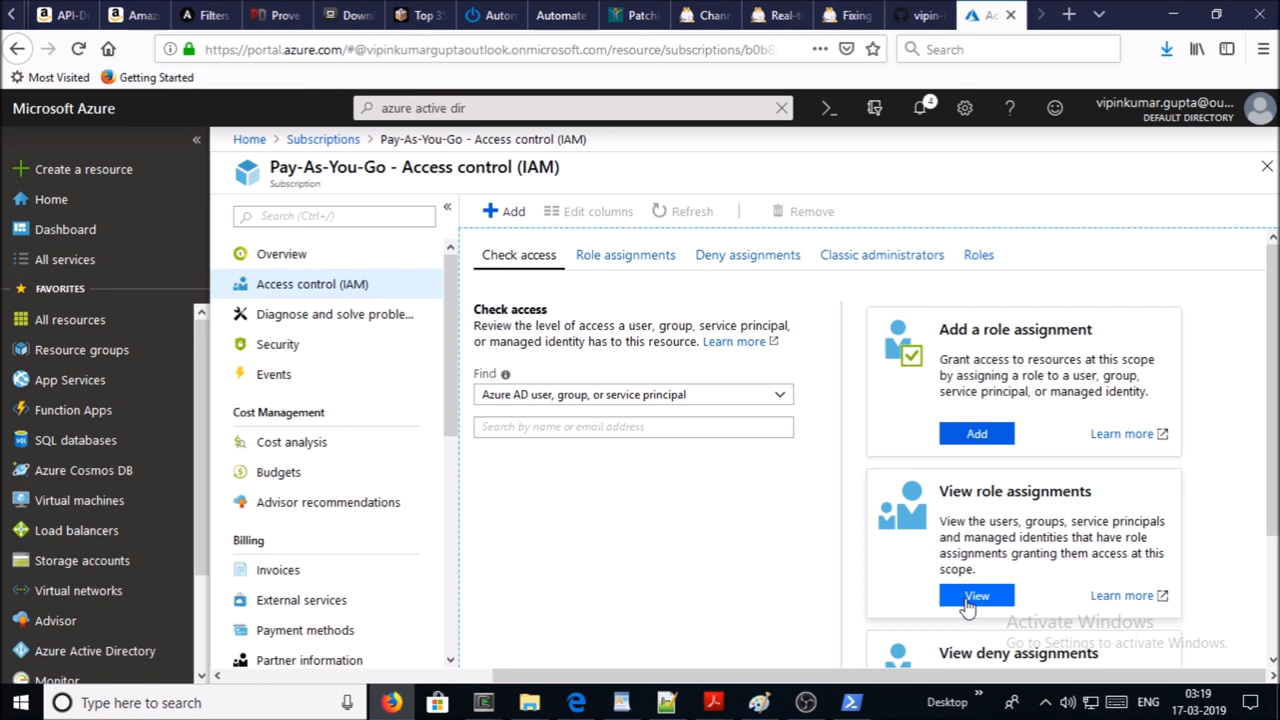 API-D
Amaz
Filters
Prove
Down
Top 3
Autom
Automate
Patchi
Chann
Real-ti
Fixing
vipin-
Ac
https://portal.azure.com/#@vipinkumarguptaoutlook.onmicrosoft.com/resource/subscriptions/b0b8
Search
Most Visited
Getting Started
Microsoft Azure
azure active dir
4
vipinkumar.gupta@ou...
DEFAULT DIRECTORY
Home > Subscriptions > Pay-As-You-Go - Access control (IAM)
Pay-As-You-Go - Access control (IAM)
Subscription
Create a resource
Home
Dashboard
All services
FAVORITES
All resources
Resource groups
App Services
Function Apps
SQL databases
Azure Cosmos DB
Virtual machines
Load balancers
Storage accounts
Virtual networks
Advisor
Azure Active Directory
Monitor
Search (Ctrl+/)
Overview
Access control (IAM)
Diagnose and solve proble...
Security
Events
Cost Management
Cost analysis
Budgets
Advisor recommendations
Billing
Invoices
External services
Payment methods
Partner information
Add
Edit columns
Refresh
Remove
Check access
Role assignments
Deny assignments
Classic administrators
Roles
Check access
Review the level of access a user, group, service principal,
or managed identity has to this resource. Learn more
Find
Azure AD user, group, or service principal
Search by name or email address
Add a role assignment
Grant access to resources at this scope
by assigning a role to a user, group,
service principal, or managed identity.
Add
Learn more
View role assignments
View the users, groups, service principals
and managed identities that have role
assignments granting them access at this
scope.
View
Learn more
View deny assignments
Activate Windows
Go to Settings to activate Windows.
Type here to search
Desktop
ENG
03:19
17-03-2019